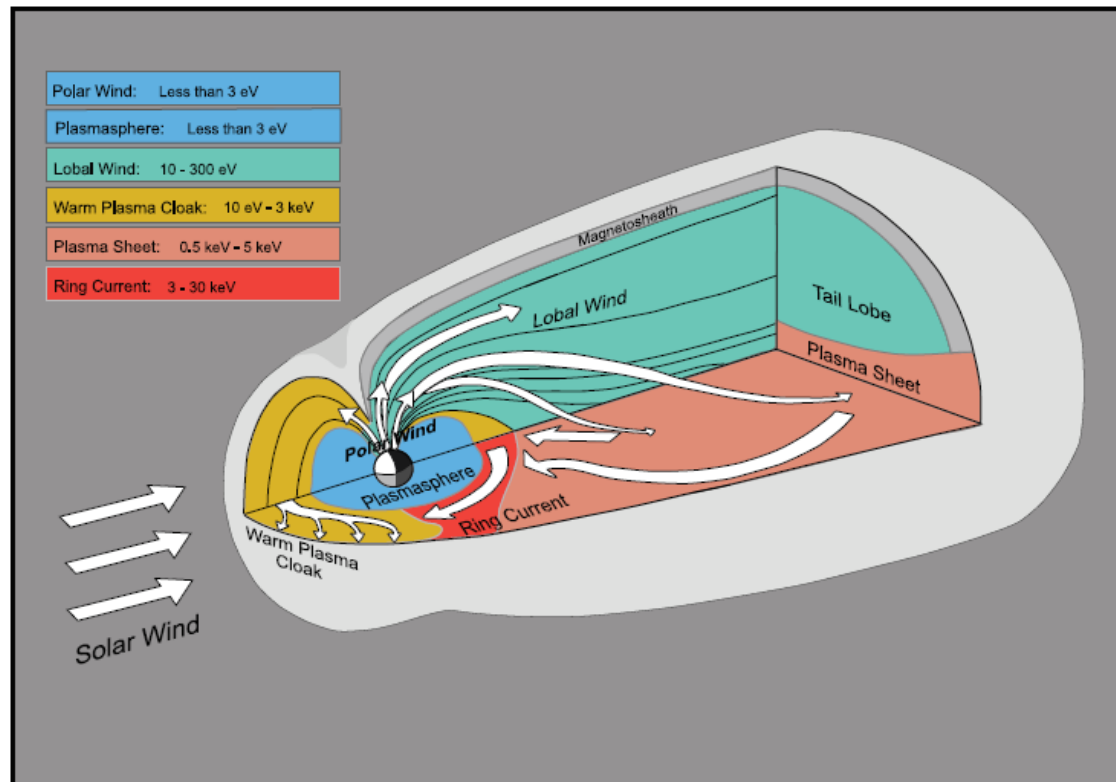 Polar Wind: Less than 3 eV
Plasmasphere: Less than 3 eV
Lobal Wind: 10 - 300 eV
Warm Plasma Cloak: 10 eV - 3 keV
Plasma Sheet: 0.5 keV - 5 keV
Ring Current: 3 - 30 keV
Magnetosheath
Lobal Wind
Tail Lobe
Plasma Sheet
Polar Wind
Plasmasphere
Ring Current
Warm Plasma
Cloak
Solar Wind